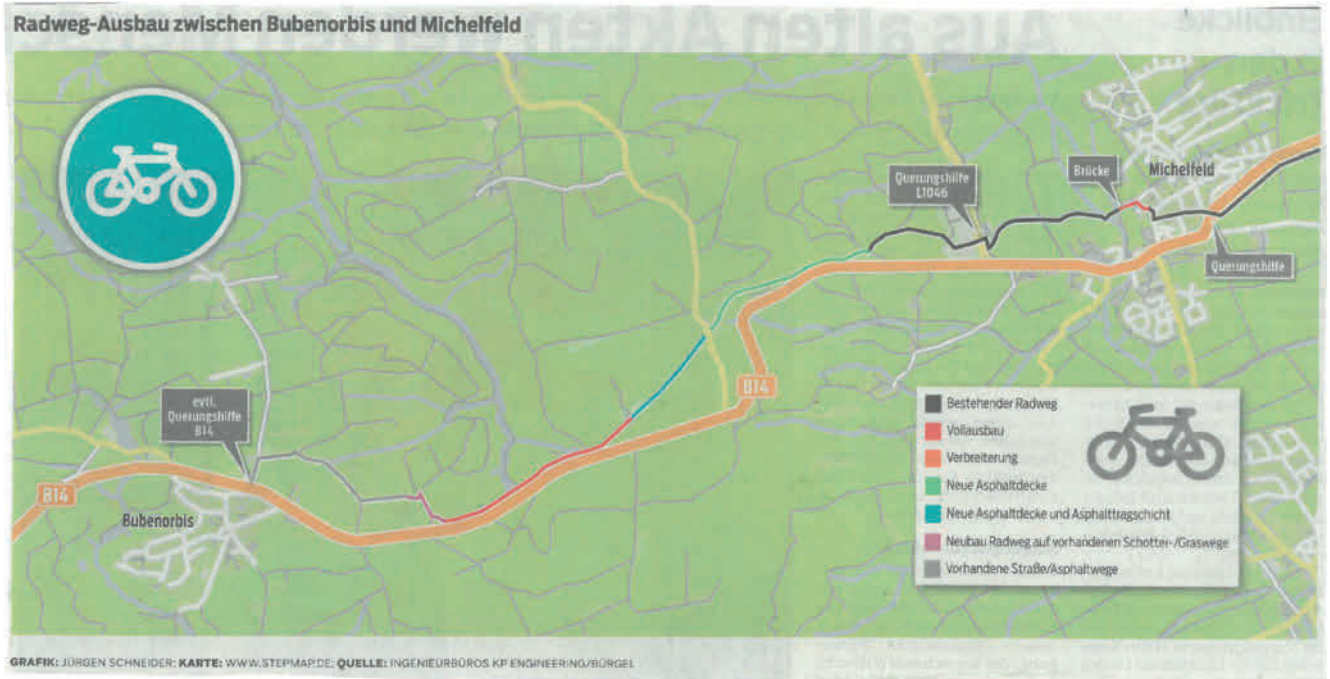 Radweg-Ausbau zwischen Bubenorbis und Michelfeld
Querungshilfe
L1046
Brücke
Michelfeld
Querungshilfe
B14
evtl.
Querungshilfe
B14
B14
Bubenorbis
Bestehender Radweg
Vollausbau
Verbreiterung
Neue Asphaltdecke
Neue Asphaltdecke und Asphalttragschicht
Neubau Radweg auf vorhandenen Schotter-/Graswege
Vorhandene Straße/Asphaltwege
GRAFIK: JÜRGEN SCHNEIDER; KARTE: WWW.STEPMAP.DE; QUELLE: INGENIEURBÜROS KP ENGINEERING/BÜRGEL